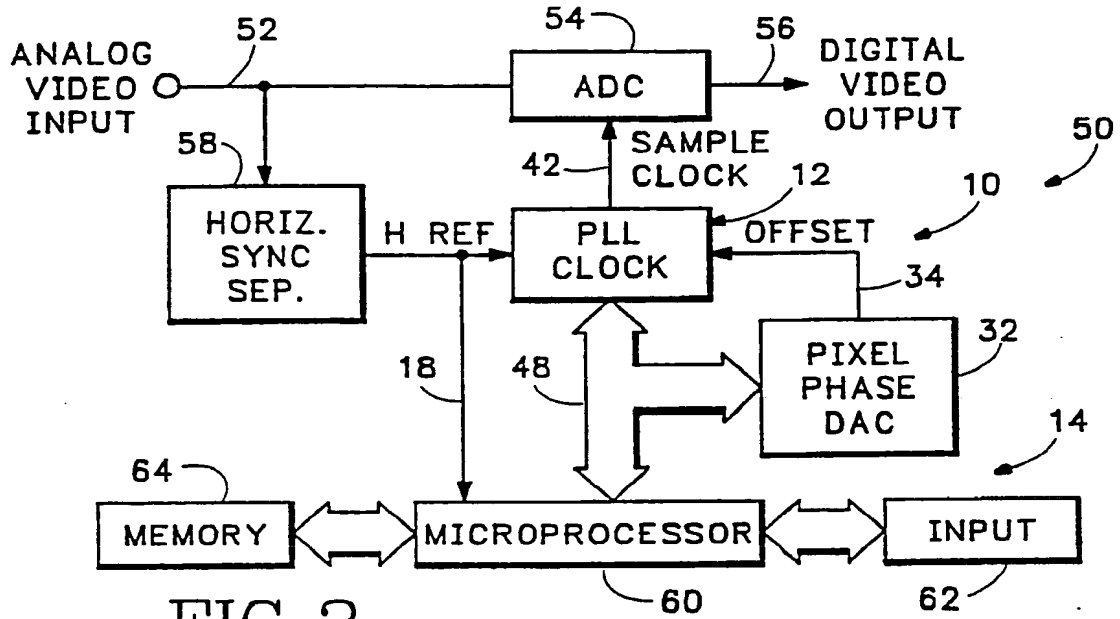 52
54
56
ANALOG
VIDEO
INPUT
ADC
DIGITAL
VIDEO
OUTPUT
50
58
42
SAMPLE
CLOCK
12
10
HORIZ.
SYNC
SEP.
H REF
PLL
CLOCK
OFFSET
34
18
48
PIXEL
PHASE
DAC
32
14
64
MEMORY
MICROPROCESSOR
INPUT
60
62